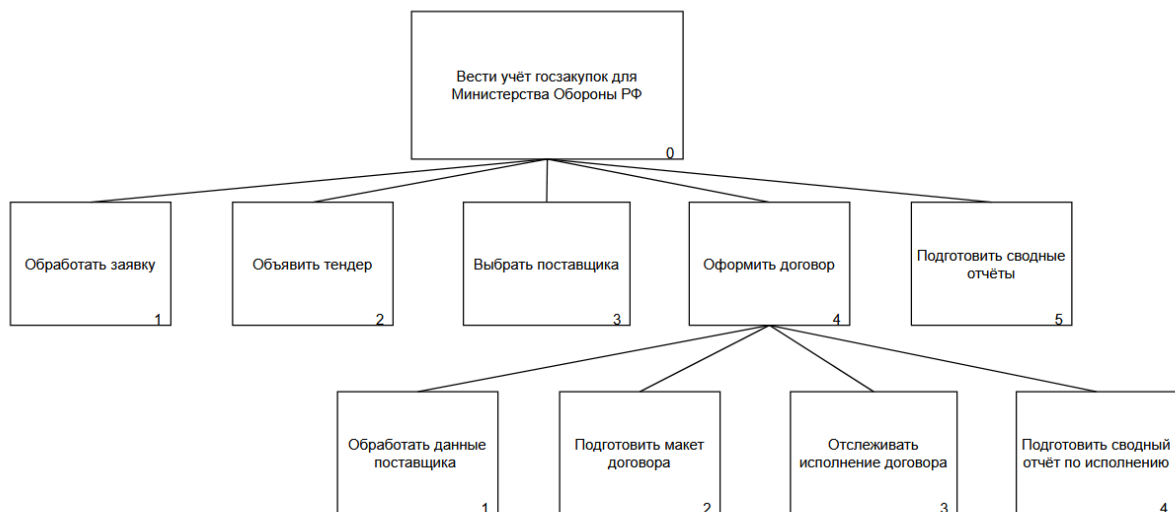 Вести учёт госзакупок для
Министерства Обороны РФ
0
Обработать заявку
1
Объявить тендер
2
Выбрать поставщика
3
Оформить договор
4
Подготовить сводные
отчёты
5
Обработать данные
поставщика
1
Подготовить макет
договора
2
Отслеживать
исполнение договора
3
Подготовить сводный
отчёт по исполнению
4